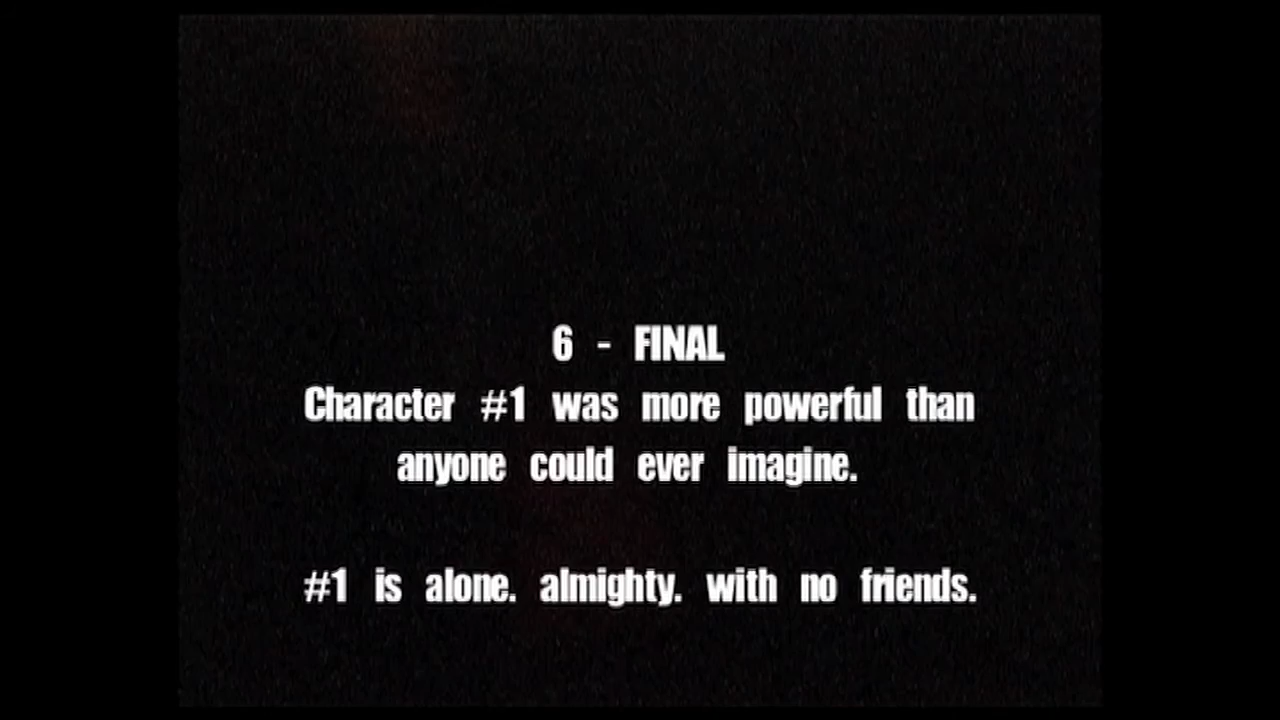 6 - FINAL
Character #1 was more powerful than
anyone could ever imagine.
#1 is alone. almighty. with no friends.